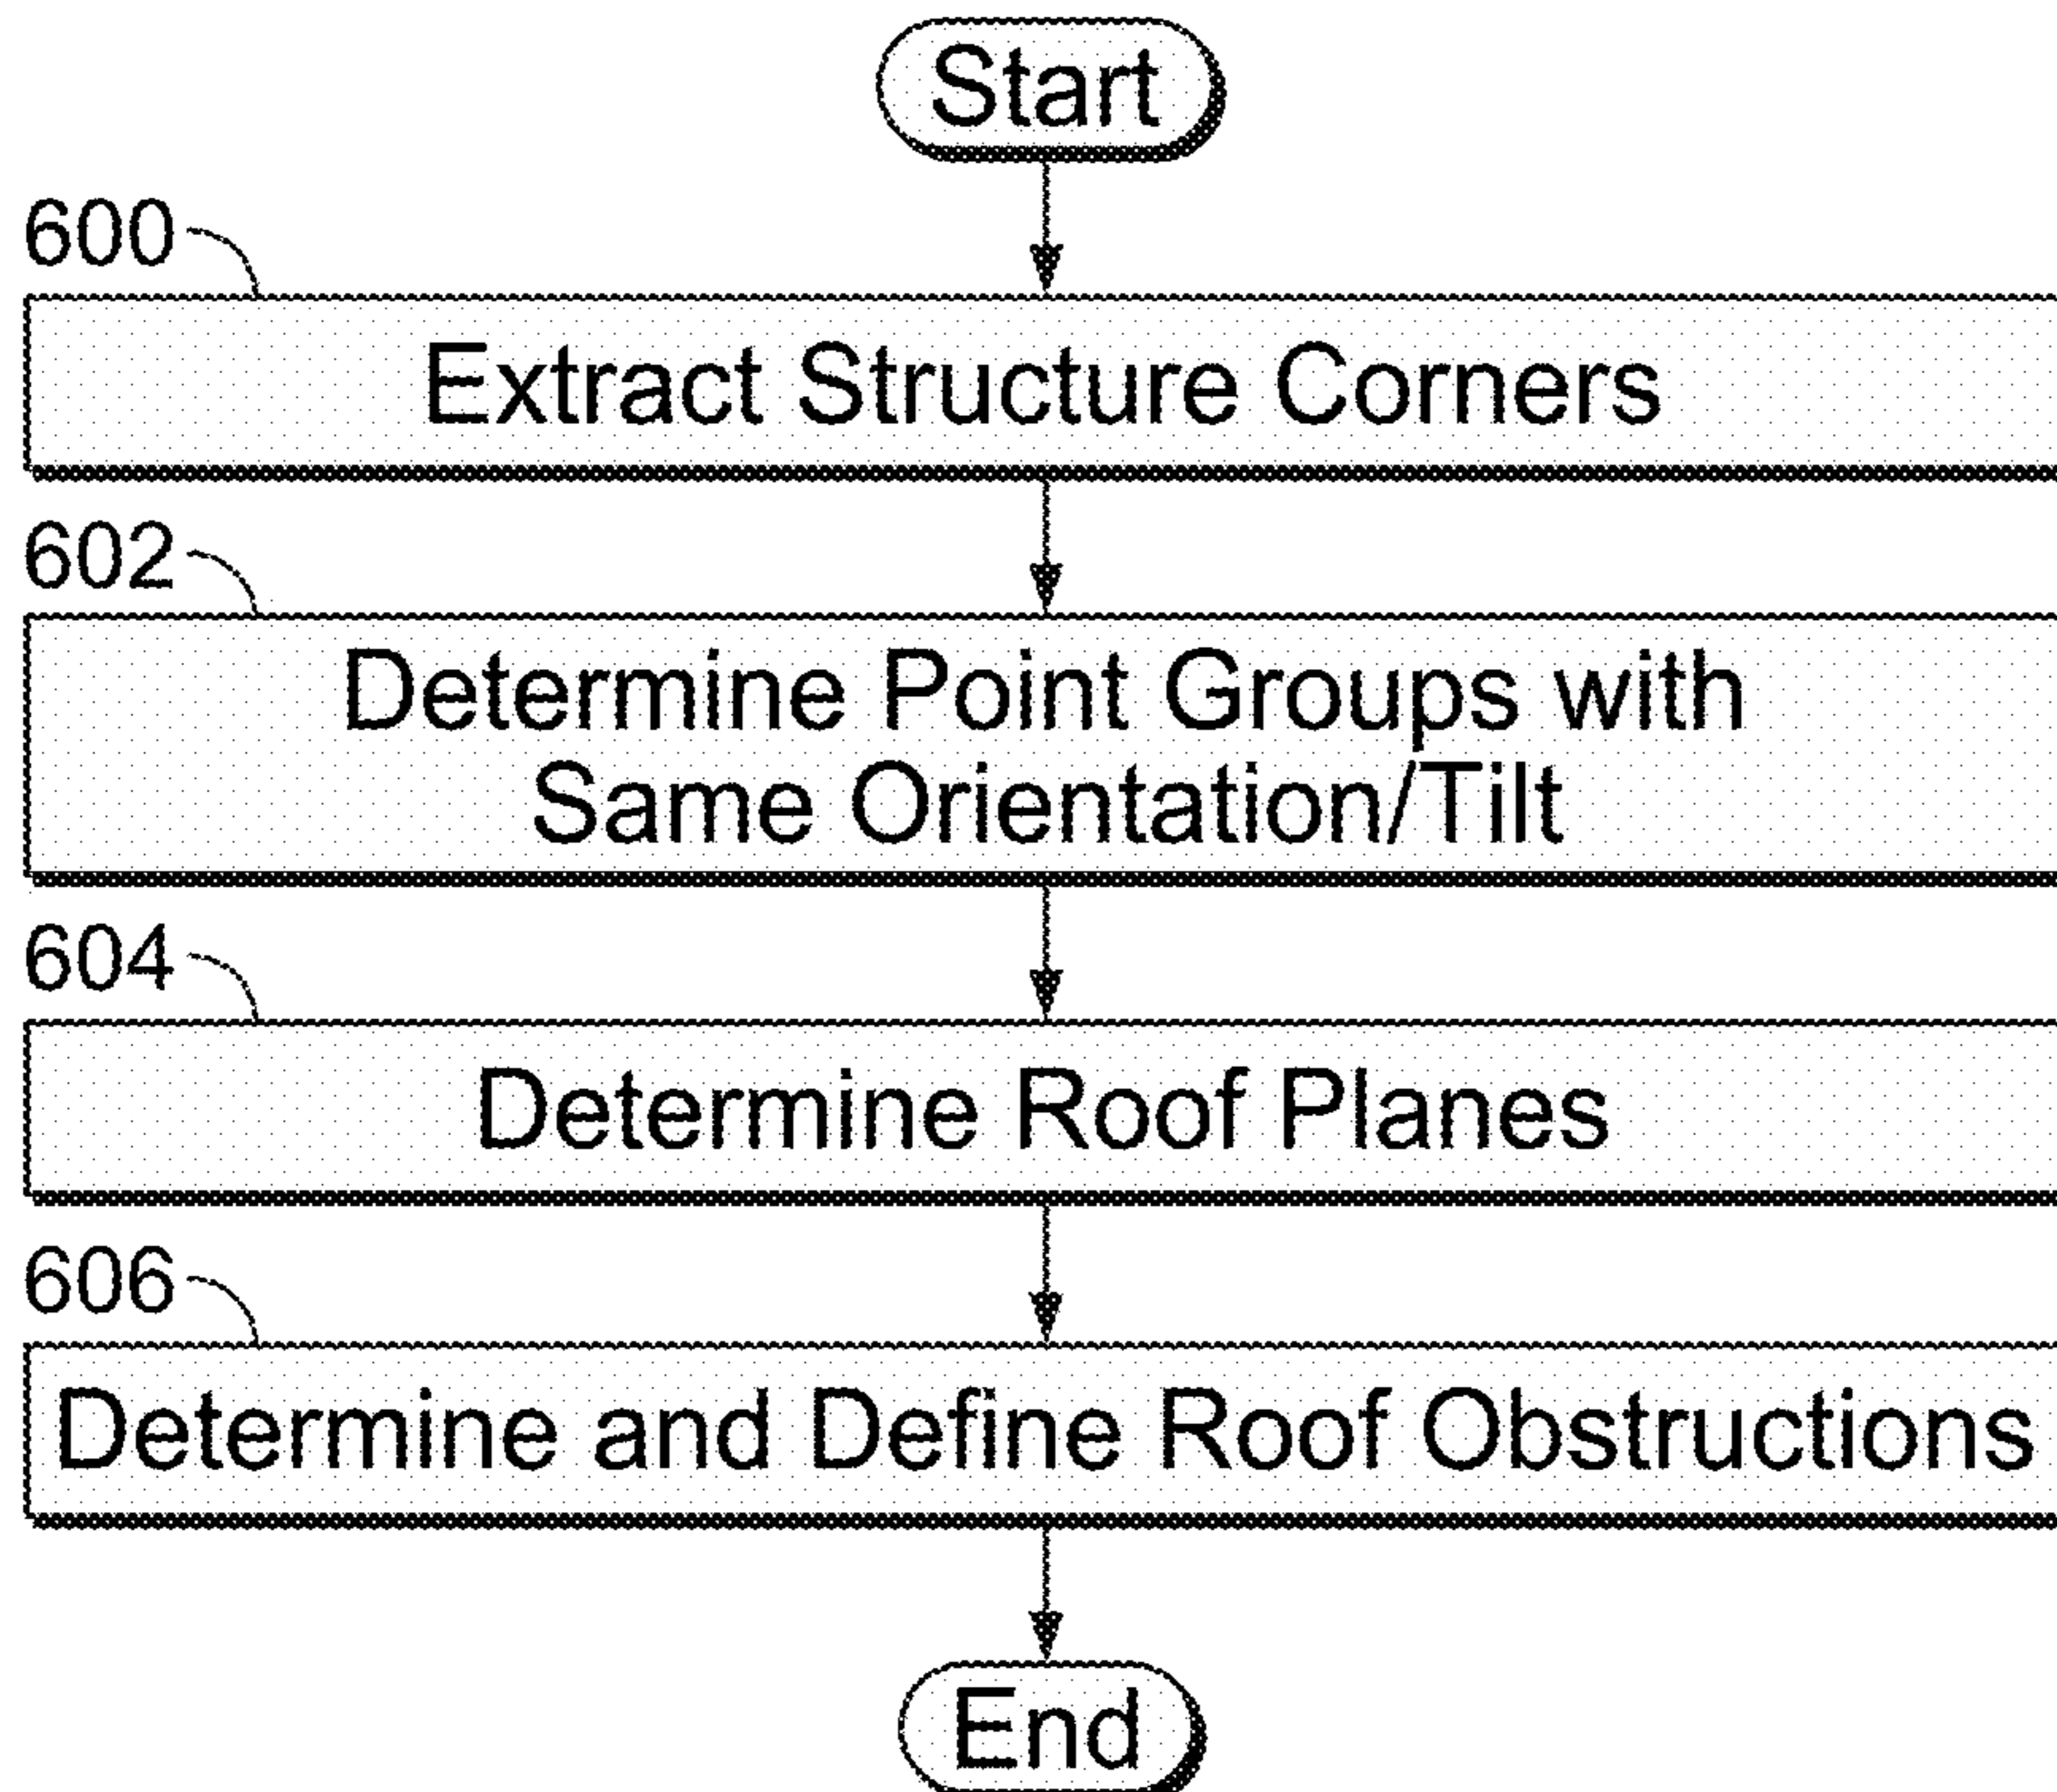 Start
600
Extract Structure Corners
602
Determine Point Groups with
Same Orientation/Tilt
604
Determine Roof Planes
606
Determine and Define Roof Obstructions
End